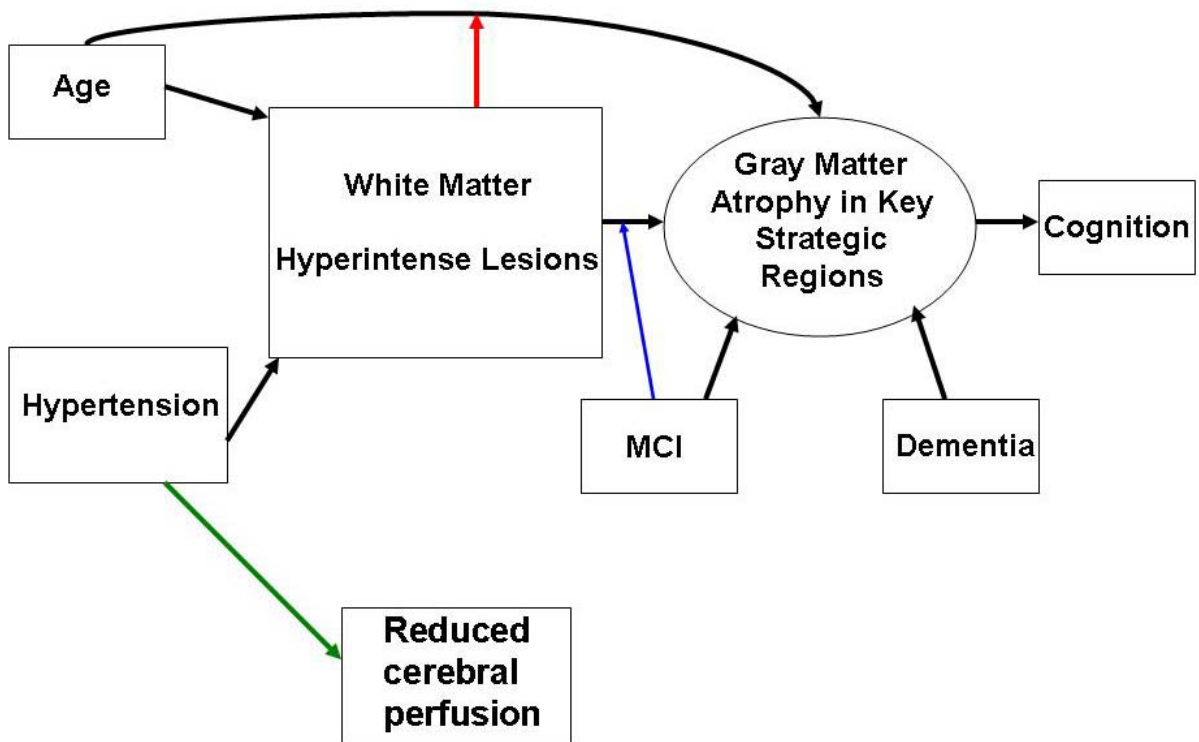 Age
White Matter
Hyperintense Lesions
Gray Matter
Atrophy in Key
Strategic
Regions
Cognition
Hypertension
MCI
Dementia
Reduced
cerebral
perfusion